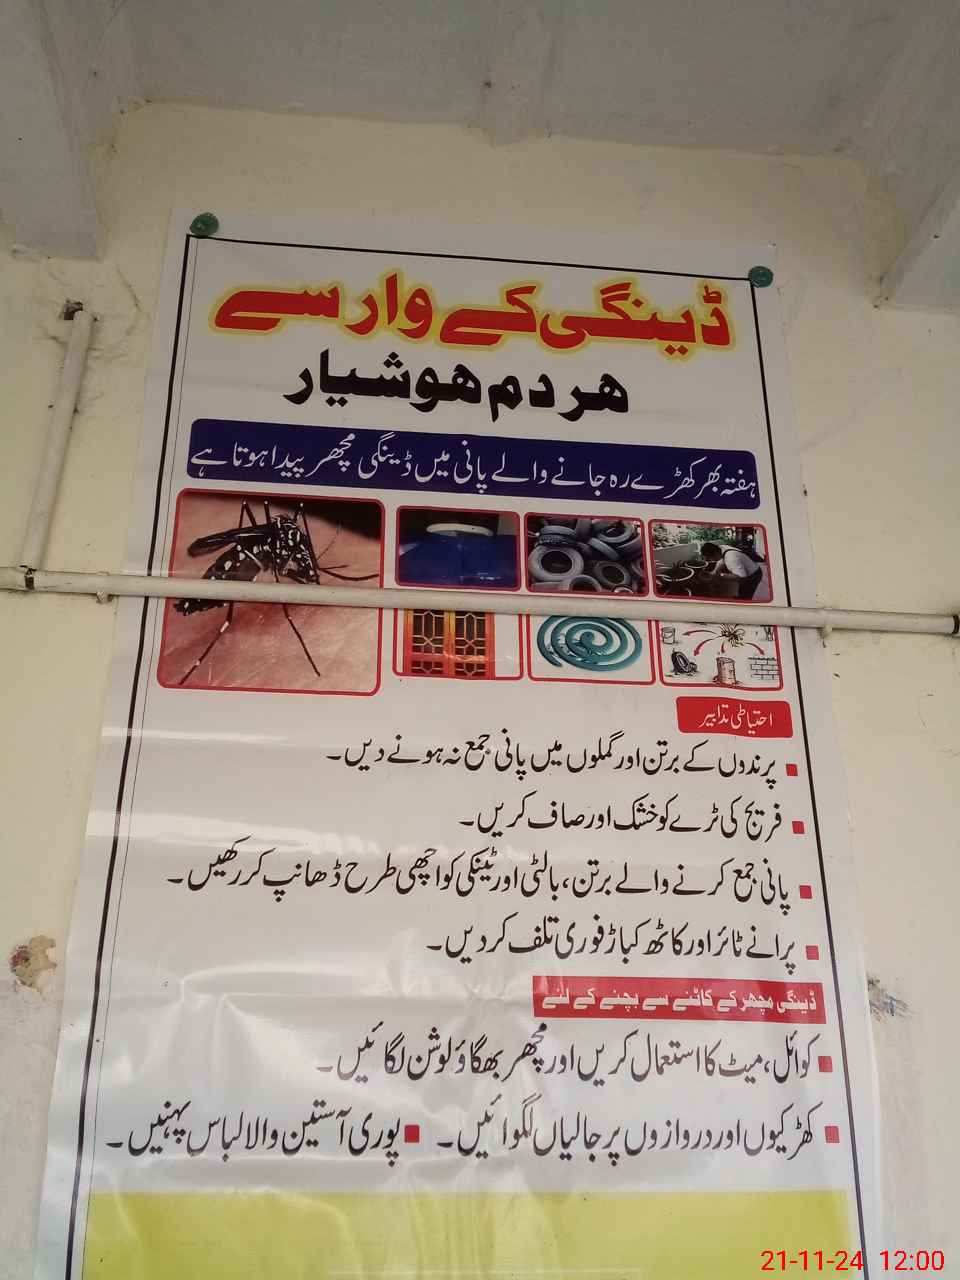 ڈینگی کے وار سے
ھر دم ھوشیار
ہفتہ بھر کھڑے رہ جانے والے پانی میں ڈینگی مچھر پیدا ہوتا ہے
احتیاطی تدابیر
■ پرندوں کے برتن اور گملوں میں پانی جمع نہ ہونے دیں۔
■ فریج کی ٹرے کو خشک اور صاف کریں۔
■ پانی جمع کرنے والے برتن، بالٹی اور ٹینکی کو اچھی طرح ڈھانپ کر رکھیں۔
■ پرانے ٹائر اور کاٹھ کباڑ فوری تلف کر دیں۔
ڈینگی مچھر کے کاٹنے سے بچنے کے لئے
■ کوائل، میٹ کا استعمال کریں اور مچھر بھگاؤ لوشن لگائیں۔
■ کھڑکیوں اور دروازوں پر جالیاں لگوائیں۔ ■ پوری آستین والا لباس پہنیں۔
21-11-24 12:00